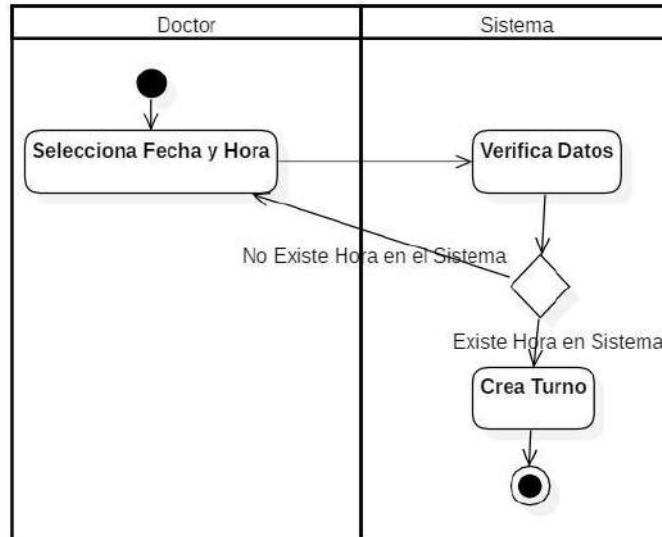 Doctor
Sistema
Selecciona Fecha y Hora
Verifica Datos
No Existe Hora en el Sistema
Existe Hora en Sistema
Crea Turno